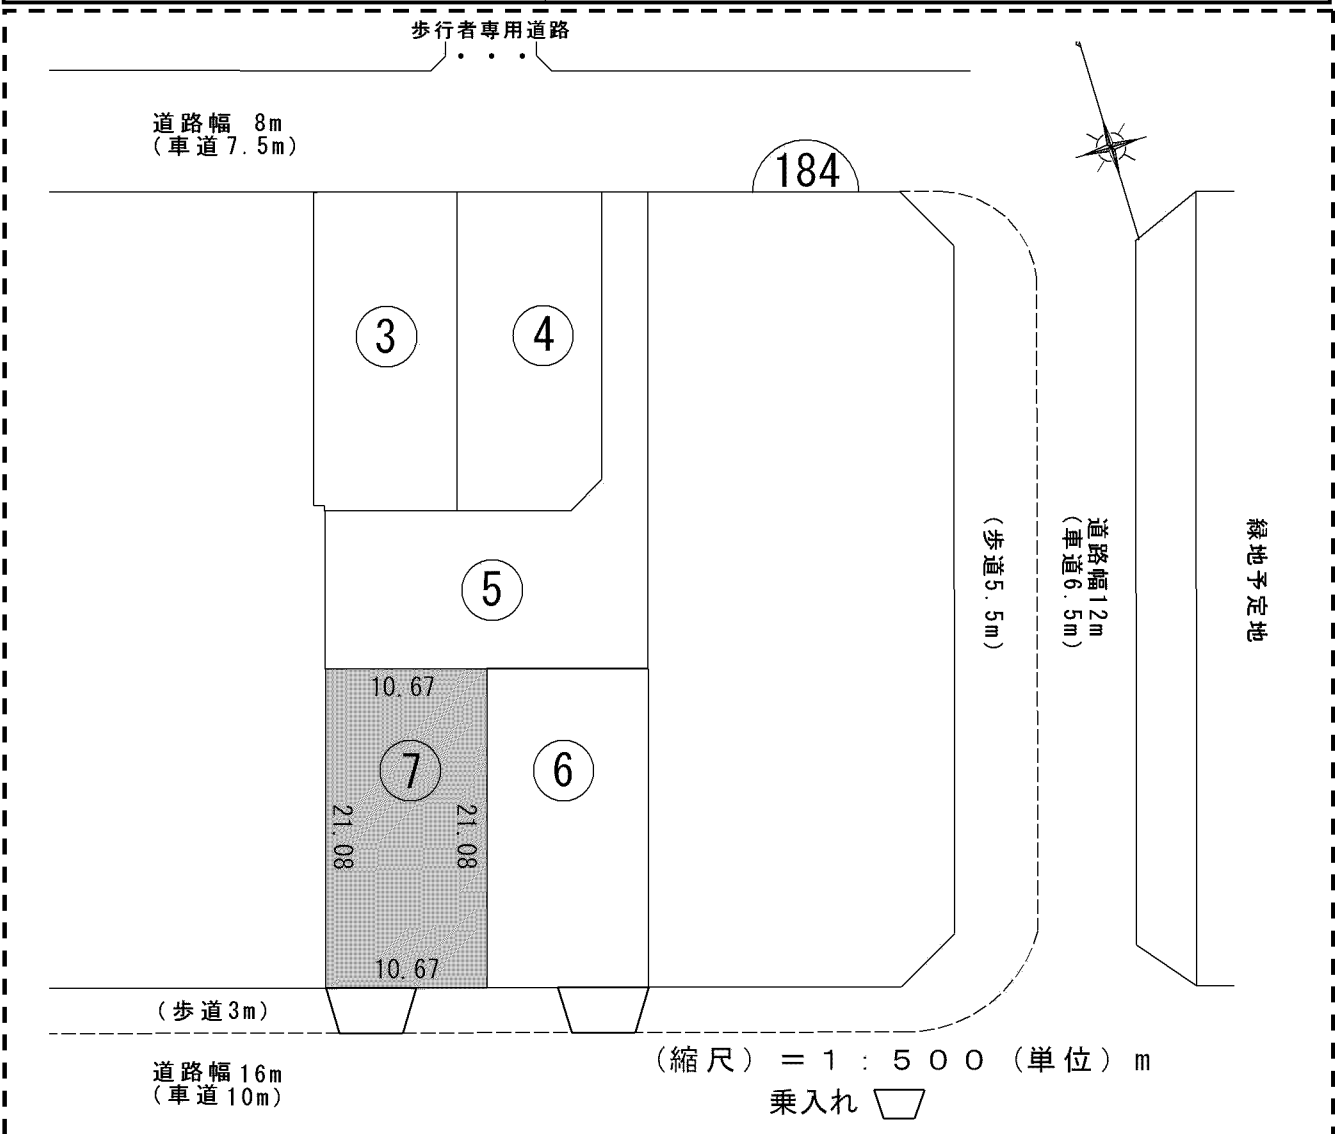 歩行者専用道路
道路幅 8m
(車道7.5m)
184
3
4
5
10.67
7
6
21.08
21.08
10.67
(歩道5.5m)
道路幅12m
(車道6.5m)
緑地予定地
(歩道3m)
道路幅16m
(車道10m)
(縮尺)=1:500(単位)m
乗入れ